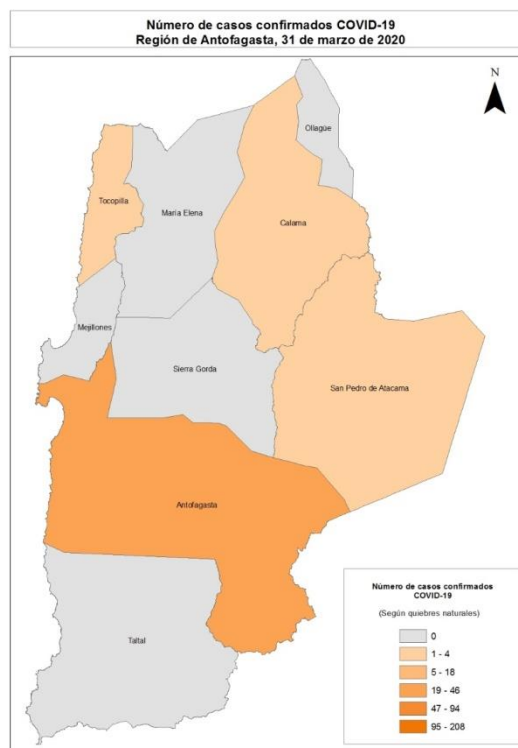 Número de casos confirmados COVID-19
Región de Antofagasta, 31 de marzo de 2020
N
Ollagüe
Tocopilla
María Elena
Calama
Mejillones
Sierra Gorda
San Pedro de Atacama
Antofagasta
Taltal
Número de casos confirmados
COVID-19
(Según quiebres naturales)
0
1 - 4
5 - 18
19 - 46
47 - 94
95 - 208